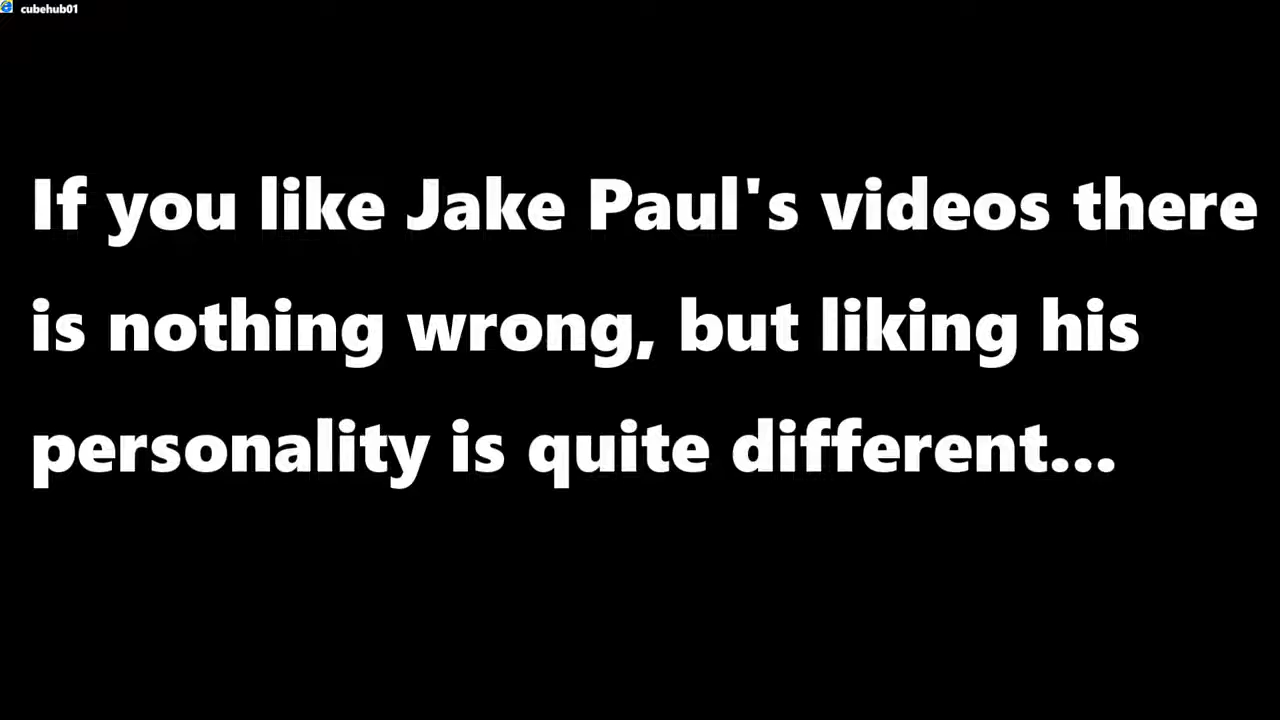 cubehub01
If you like Jake Paul's videos there
is nothing wrong, but liking his
personality is quite different...